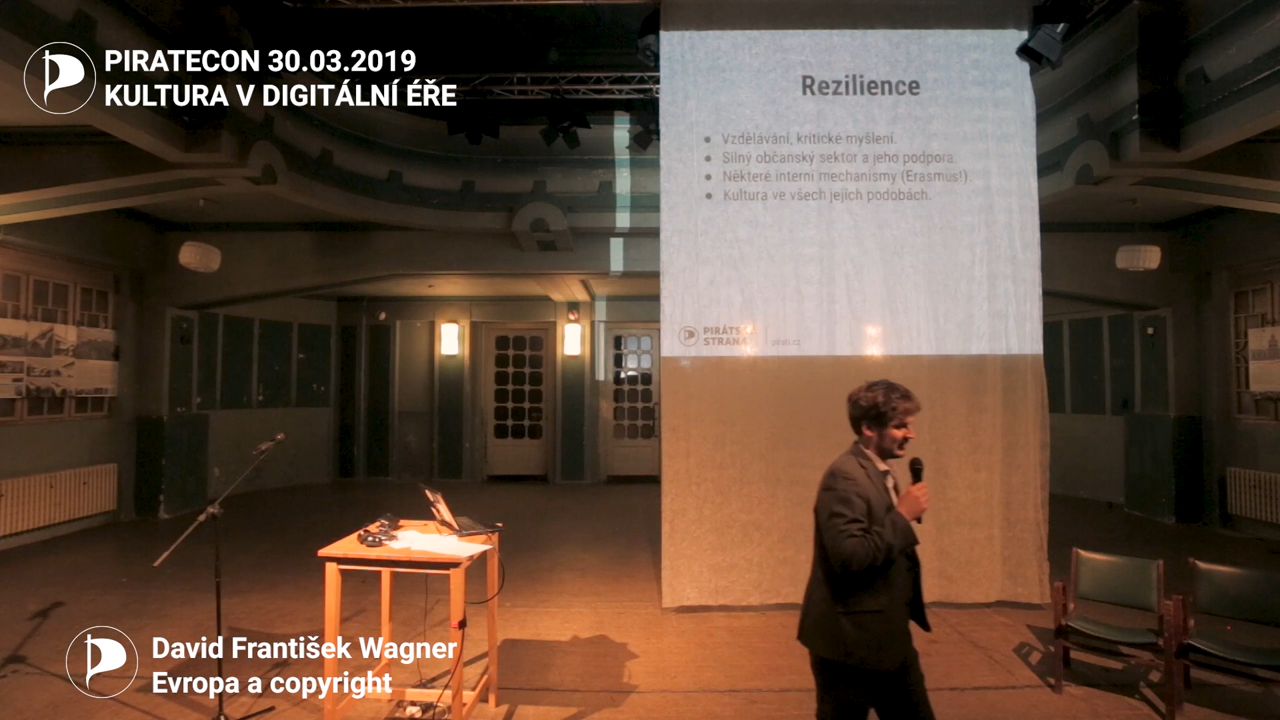 PIRATECON 30.03.2019
KULTURA V DIGITÁLNÍ ÉŘE
Rezilience
● Vzdělávání, kritické myšlení.
● Silný občanský sektor a jeho podpora.
● Některé interní mechanismy (Erasmus!).
● Kultura ve všech jejích podobách.
PIRÁTSKÁ
STRANA
pirati.cz
David František Wagner
Evropa a copyright